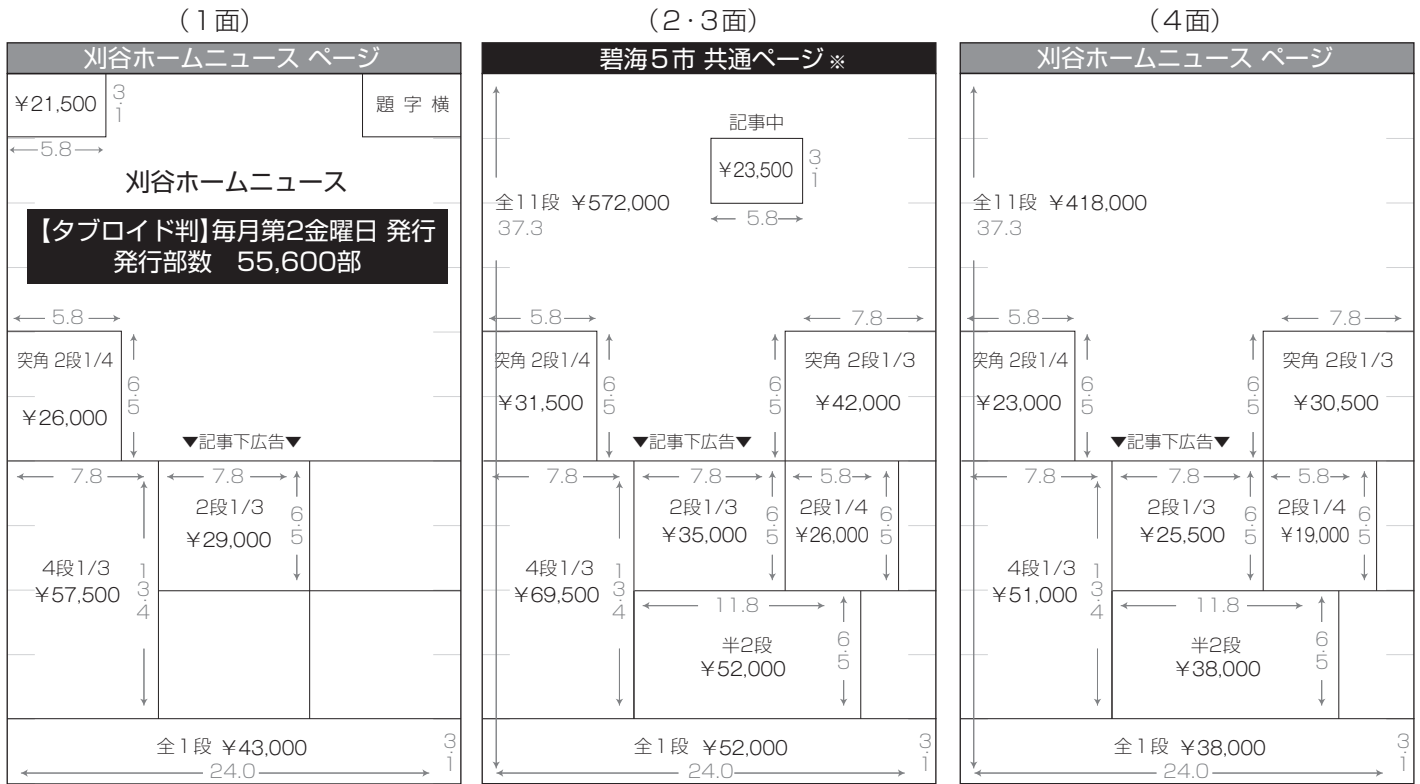 （1面）
刈谷ホームニュース ページ
¥21,500
3.1
5.8
題 字 横
刈谷ホームニュース
【タブロイド判】毎月第2金曜日 発行
発行部数　55,600部
5.8
突角 2段1/4
¥26,000
6.5
▼記事下広告▼
7.8
4段1/3
¥57,500
13.4
7.8
2段1/3
¥29,000
6.5
全1段 ¥43,000
3.1
24.0
（2・3面）
碧海5市 共通ページ※
記事中
¥23,500
3.1
5.8
全11段 ¥572,000
37.3
5.8
突角 2段1/4
¥31,500
6.5
7.8
突角 2段1/3
¥42,000
6.5
▼記事下広告▼
7.8
4段1/3
¥69,500
13.4
7.8
2段1/3
¥35,000
6.5
5.8
2段1/4
¥26,000
6.5
11.8
半2段
¥52,000
6.5
全1段 ¥52,000
3.1
24.0
（4面）
刈谷ホームニュース ページ
全11段 ¥418,000
37.3
5.8
突角 2段1/4
¥23,000
6.5
7.8
突角 2段1/3
¥30,500
6.5
▼記事下広告▼
7.8
4段1/3
¥51,000
13.4
7.8
2段1/3
¥25,500
6.5
5.8
2段1/4
¥19,000
6.5
11.8
半2段
¥38,000
6.5
全1段 ¥38,000
3.1
24.0